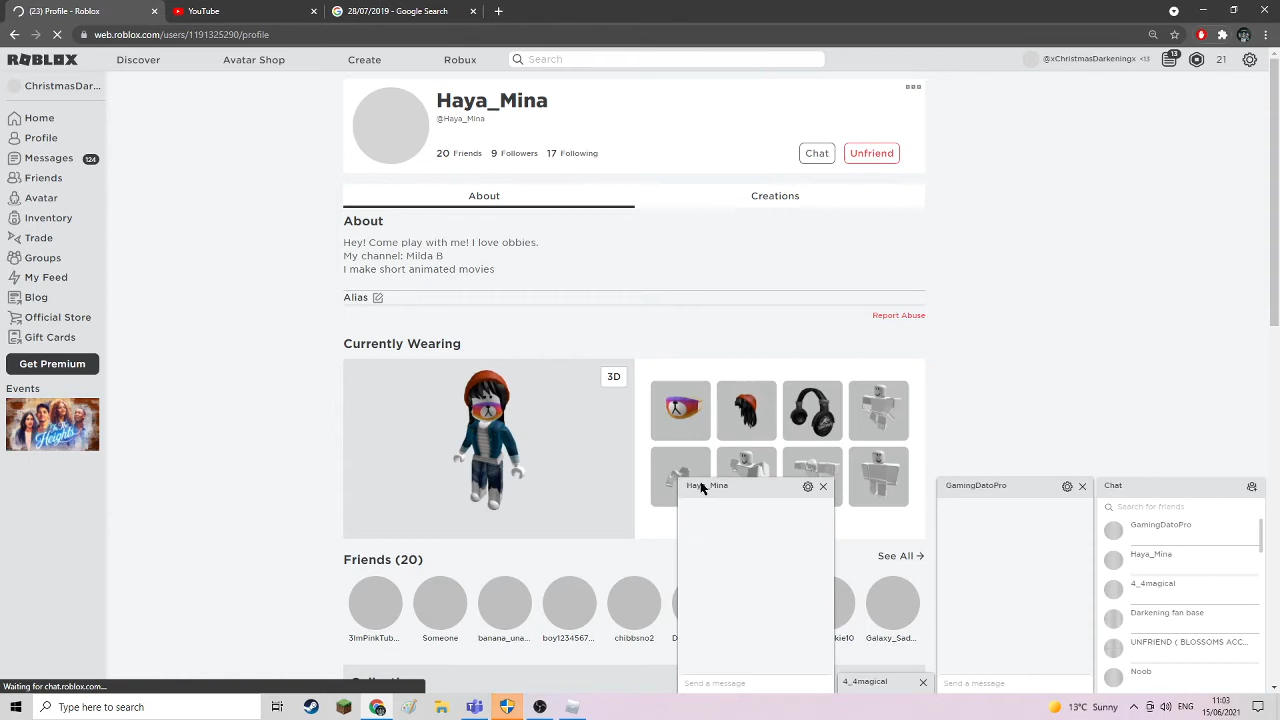 (23) Profile - Roblox
YouTube
28/07/2019 - Google Search
web.roblox.com/users/1191325290/profile
ROBLOX
Discover
Avatar Shop
Create
Robux
Search
@xChristmasDarkeningx <13
13
21
ChristmasDar...
Home
Profile
Messages 124
Friends
Avatar
Inventory
Trade
Groups
My Feed
Blog
Official Store
Gift Cards
Get Premium
Events
Heights
Haya_Mina
@Haya_Mina
20 Friends 9 Followers 17 Following
Chat
Unfriend
About
Creations
About
Hey! Come play with me! I love obbies.
My channel: Milda B
I make short animated movies
Alias
Report Abuse
Currently Wearing
3D
Friends (20)
See All
3ImPinkTub...
Someone
banana_una...
boy1234567...
chibbsno2
Galaxy_Sad...
Haya_Mina
Send a message
4_4magical
GamingDatoPro
Send a message
Chat
Search for friends
GamingDatoPro
Haya_Mina
4_4magical
Darkening fan base
UNFRIEND ( BLOSSOMS ACC...
Noob
Waiting for chat.roblox.com...
Type here to search
13°C Sunny
11:03
15/06/2021